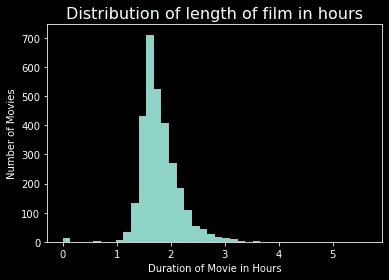 Distribution of length of film in hours
700
600
500
400
300
200
100
0
Number of Movies
0 1 2 3 4 5
Duration of Movie in Hours